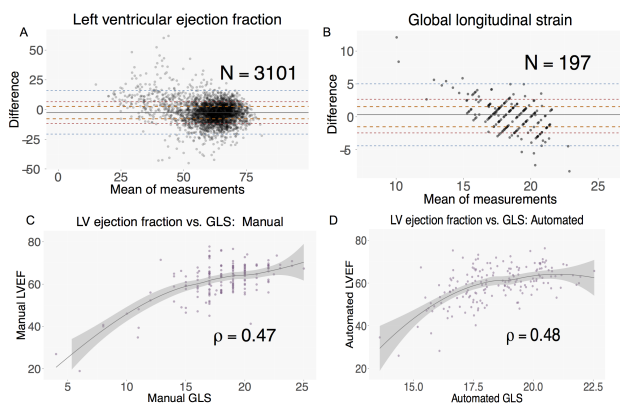 Left ventricular ejection fraction
A
N = 3101
Difference
50
25
0
-25
-50
0
25
50
75
Mean of measurements
Global longitudinal strain
B
N = 197
Difference
10
5
0
-5
10
15
20
25
Mean of measurements
C
LV ejection fraction vs. GLS: Manual
Manual LVEF
80
60
40
20
ρ = 0.47
5
10
15
20
25
Manual GLS
D
LV ejection fraction vs. GLS: Automated
Automated LVEF
80
60
40
20
ρ = 0.48
15.0
17.5
20.0
22.5
Automated GLS